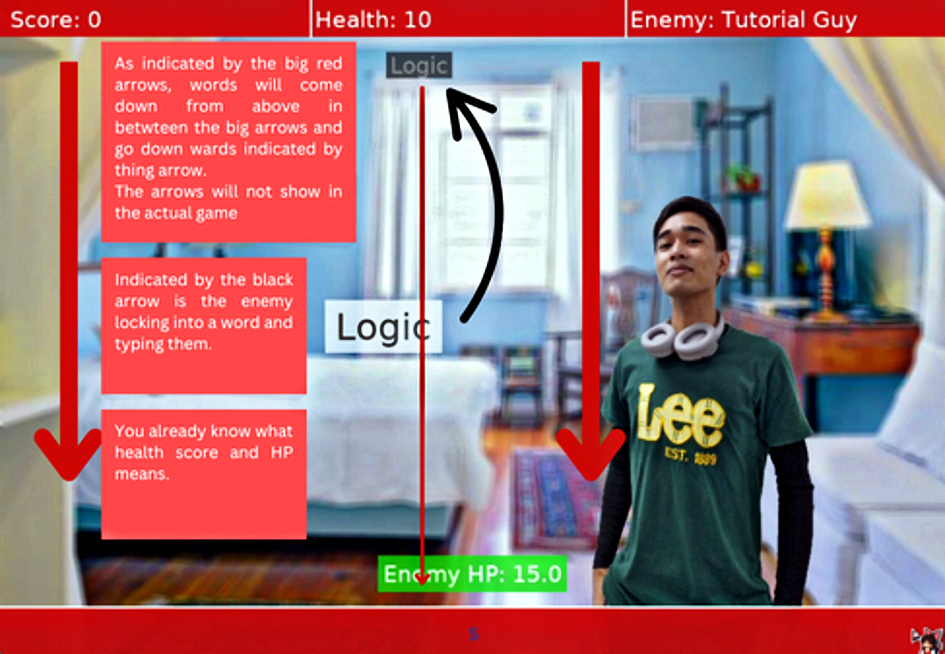 Score: 0
Health: 10
Enemy: Tutorial Guy
As indicated by the big red
arrows, words will come
down from above in
betwteen the big arrows and
go down wards indicated by
thing arrow.
The arrows will not show in
the actual game
Logic
Indicated by the black
arrow is the enemy
locking into a word and
typing them.
Logic
You already know what
health score and HP
means.
Lee
EST. 1889
Enemy HP: 15.0
5